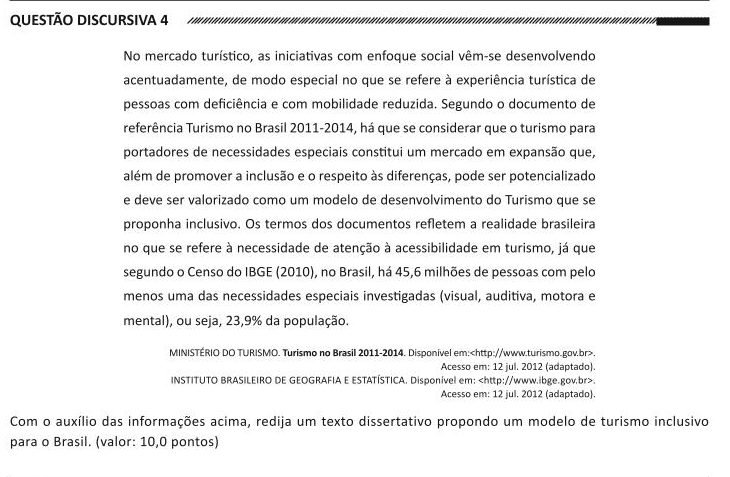 QUESTÃO DISCURSIVA 4
No mercado turístico, as iniciativas com enfoque social vêm-se desenvolvendo
acentuadamente, de modo especial no que se refere à experiência turística de
pessoas com deficiência e com mobilidade reduzida. Segundo o documento de
referência Turismo no Brasil 2011-2014, há que se considerar que o turismo para
portadores de necessidades especiais constitui um mercado em expansão que,
além de promover a inclusão e o respeito às diferenças, pode ser potencializado
e deve ser valorizado como um modelo de desenvolvimento do Turismo que se
proponha inclusivo. Os termos dos documentos refletem a realidade brasileira
no que se refere à necessidade de atenção à acessibilidade em turismo, já que
segundo o Censo do IBGE (2010), no Brasil, há 45,6 milhões de pessoas com pelo
menos uma das necessidades especiais investigadas (visual, auditiva, motora e
mental), ou seja, 23,9% da população.
MINISTÉRIO DO TURISMO. Turismo no Brasil 2011-2014. Disponível em:<http://www.turismo.gov.br>.
Acesso em: 12 jul. 2012 (adaptado).
INSTITUTO BRASILEIRO DE GEOGRAFIA E ESTATÍSTICA. Disponível em: <http://www.ibge.gov.br>.
Acesso em: 12 jul. 2012 (adaptado).
Com o auxílio das informações acima, redija um texto dissertativo propondo um modelo de turismo inclusivo
para o Brasil. (valor: 10,0 pontos)